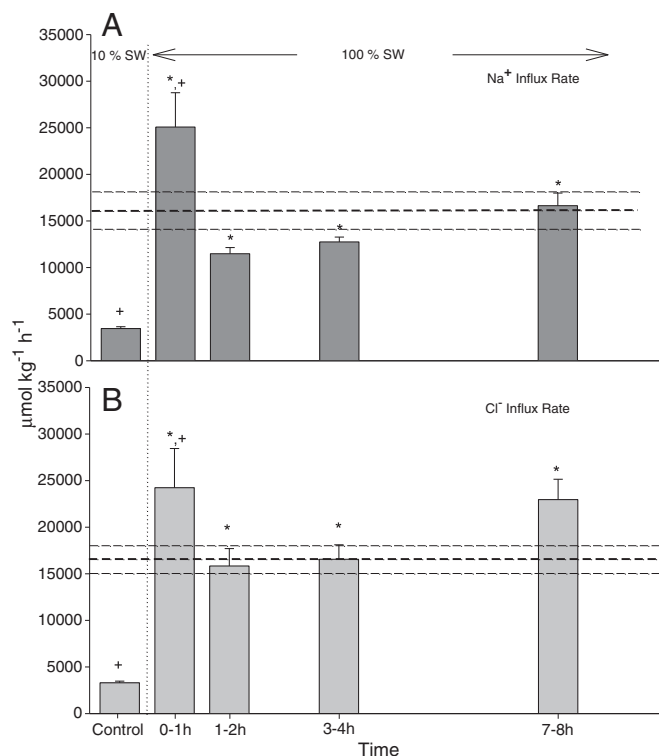 A
10 % SW
100 % SW
Na+ Influx Rate
*,+
*
*
*
+
35000
30000
25000
20000
15000
10000
5000
0
µmol kg-1 h-1
B
Cl- Influx Rate
*,+
*
*
*
+
35000
30000
25000
20000
15000
10000
5000
0
Control 0-1h 1-2h 3-4h 7-8h
Time